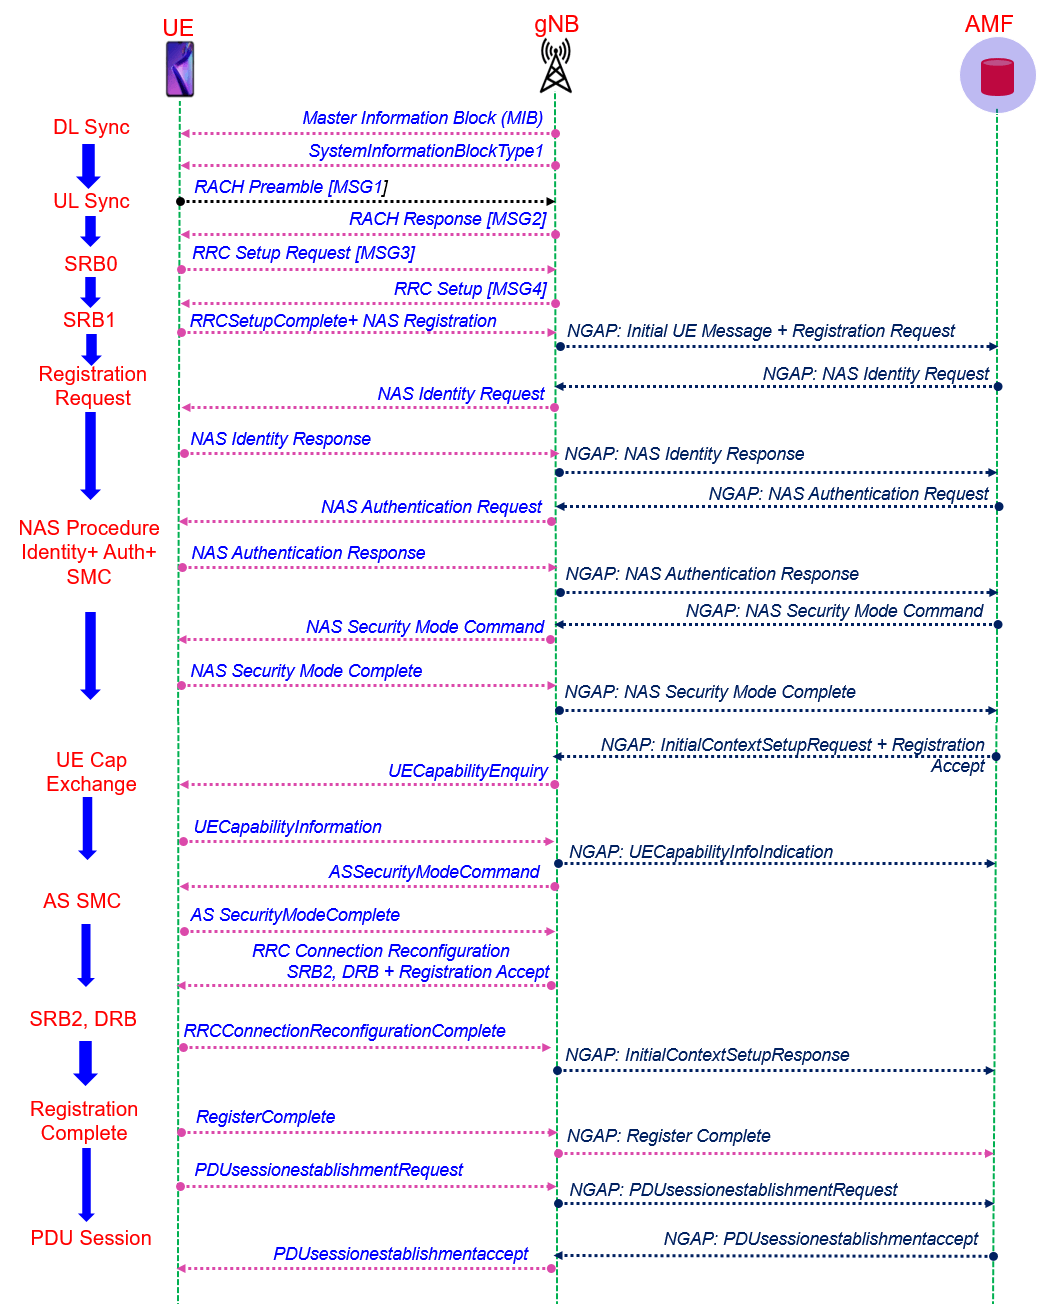 UE
gNB
AMF
Master Information Block (MIB)
DL Sync
SystemInformationBlockType1
RACH Preamble [MSG1]
UL Sync
RACH Response [MSG2]
RRC Setup Request [MSG3]
SRB0
RRC Setup [MSG4]
SRB1
RRCSetupComplete+ NAS Registration
NGAP: Initial UE Message + Registration Request
Registration
Request
NGAP: NAS Identity Request
NAS Identity Request
NAS Identity Response
NGAP: NAS Identity Response
NGAP: NAS Authentication Request
NAS Authentication Request
NAS Procedure
Identity+ Auth+
SMC
NAS Authentication Response
NGAP: NAS Authentication Response
NGAP: NAS Security Mode Command
NAS Security Mode Command
NAS Security Mode Complete
NGAP: NAS Security Mode Complete
NGAP: InitialContextSetupRequest + Registration
Accept
UE Cap
Exchange
UECapabilityEnquiry
UECapabilityInformation
NGAP: UECapabilityInfoIndication
ASSecurityModeCommand
AS SMC
AS SecurityModeComplete
RRC Connection Reconfiguration
SRB2, DRB + Registration Accept
SRB2, DRB
RRCConnectionReconfigurationComplete
NGAP: InitialContextSetupResponse
Registration
Complete
RegisterComplete
NGAP: Register Complete
PDUsessionestablishmentRequest
NGAP: PDUsessionestablishmentRequest
PDU Session
NGAP: PDUsessionestablishmentaccept
PDUsessionestablishmentaccept